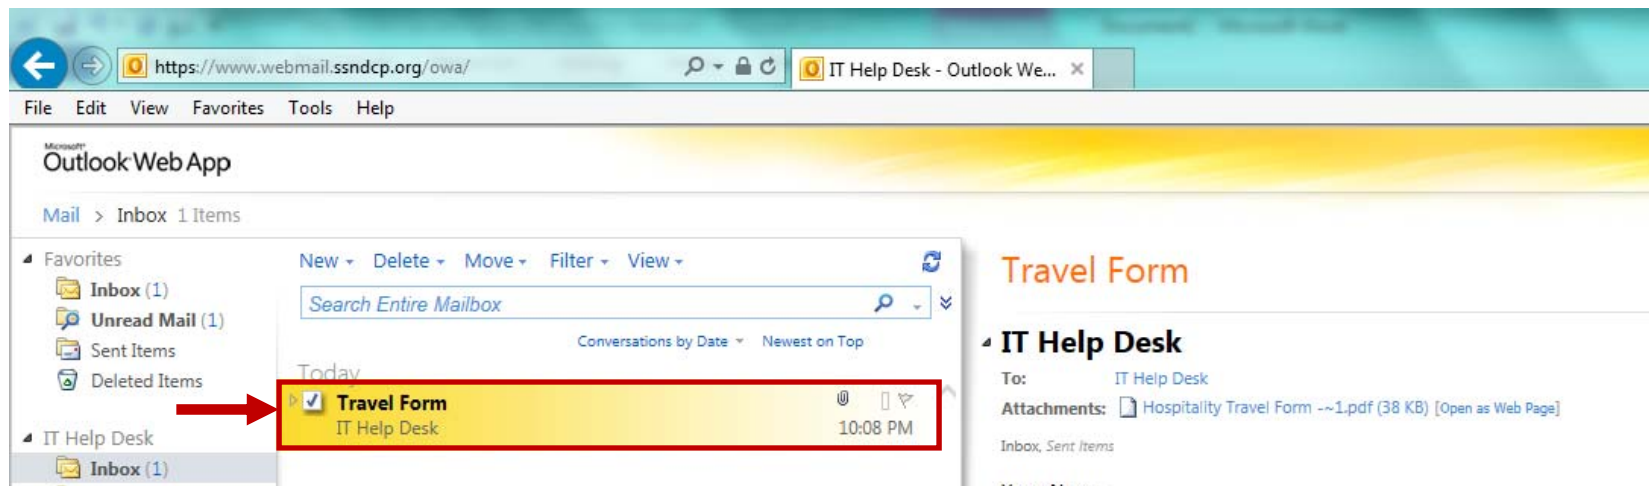 https://www.webmail.ssndcp.org/owa/
IT Help Desk - Outlook We...
File Edit View Favorites Tools Help
Microsoft®
Outlook Web App
Mail > Inbox 1 Items
Favorites
Inbox (1)
Unread Mail (1)
Sent Items
Deleted Items
IT Help Desk
Inbox (1)
New Delete Move Filter View
Search Entire Mailbox
Conversations by Date Newest on Top
Today
Travel Form
IT Help Desk 10:08 PM
Travel Form
IT Help Desk
To: IT Help Desk
Attachments: Hospitality Travel Form -~1.pdf (38 KB) [Open as Web Page]
Inbox, Sent Items